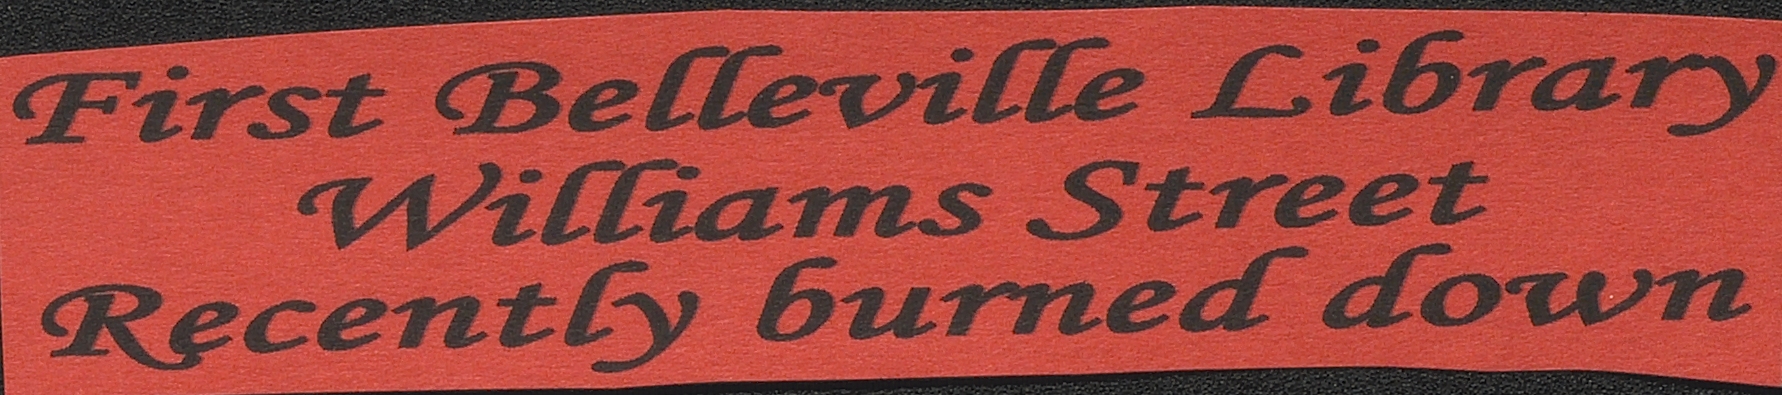 First Belleville Library
Williams Street
Recently burned down